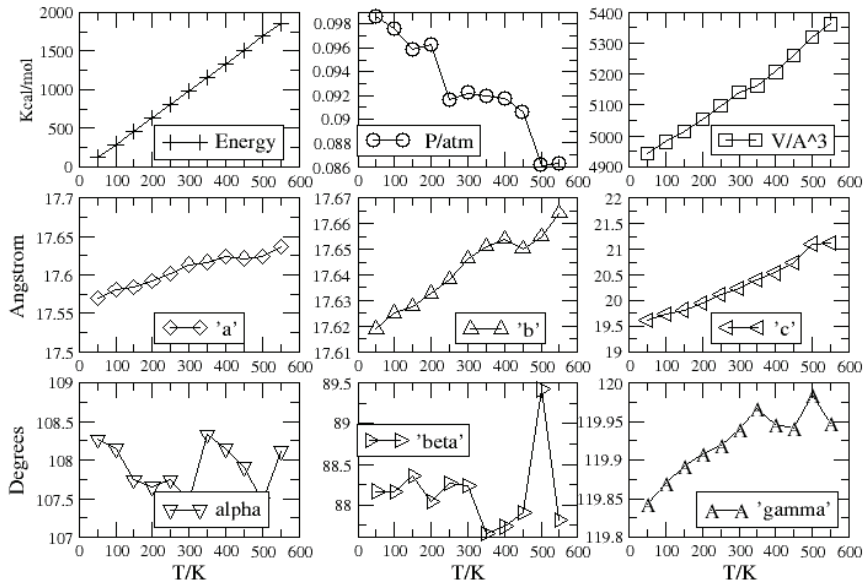 2000
1500
1000
500
0
Kcal/mol
Energy
0 100 200 300 400 500 600
0.098
0.096
0.094
0.092
0.09
0.088
0.086
P/atm
0 100 200 300 400 500 600
5400
5300
5200
5100
5000
4900
V/A^3
0 100 200 300 400 500 600
17.7
17.65
17.6
17.55
17.5
Angstrom
'a'
0 100 200 300 400 500 600
17.67
17.66
17.65
17.64
17.63
17.62
17.61
'b'
0 100 200 300 400 500 600
22
21.5
21
20.5
20
19.5
19
'c'
0 100 200 300 400 500 600
109
108.5
108
107.5
107
Degrees
alpha
0 100 200 300 400 500 600
T/K
89.5
89
88.5
88
'beta'
0 100 200 300 400 500 600
T/K
120
119.95
119.9
119.85
119.8
'gamma'
0 100 200 300 400 500 600
T/K